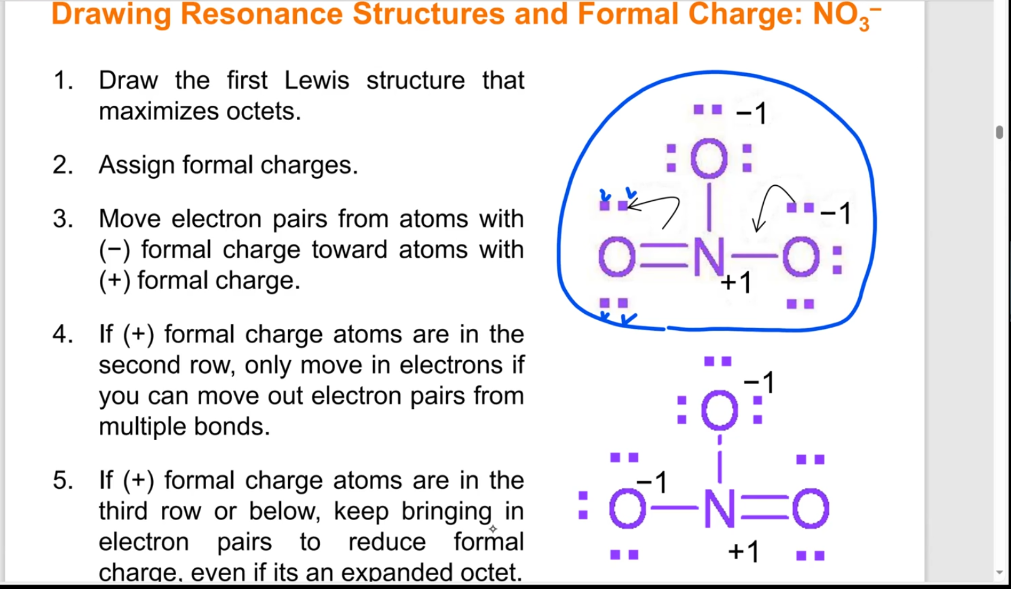 Drawing Resonance Structures and Formal Charge: NO₃⁻
1. Draw the first Lewis structure that
maximizes octets.
2. Assign formal charges.
3. Move electron pairs from atoms with
(−) formal charge toward atoms with
(+) formal charge.
4. If (+) formal charge atoms are in the
second row, only move in electrons if
you can move out electron pairs from
multiple bonds.
5. If (+) formal charge atoms are in the
third row or below, keep bringing in
electron pairs to reduce formal
charge, even if its an expanded octet.
−1
:O:
−1
O=N−O:
+1
−1
:O:
−1
:O−N=O
+1